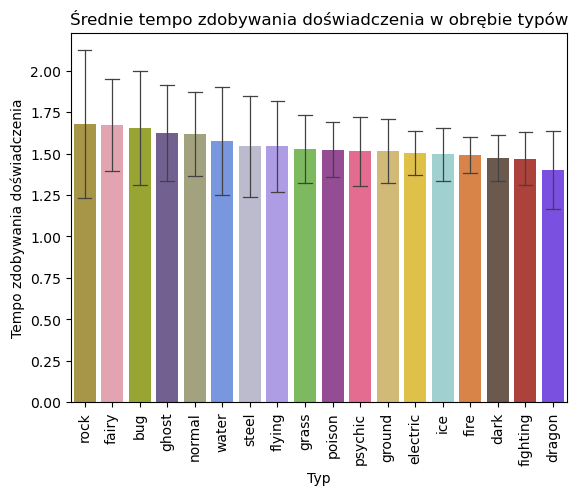 Średnie tempo zdobywania doświadczenia w obrębie typów
Tempo zdobywania doświadczenia
2.00
1.75
1.50
1.25
1.00
0.75
0.50
0.25
0.00
rock
fairy
bug
ghost
normal
water
steel
flying
grass
poison
psychic
ground
electric
ice
fire
dark
fighting
dragon
Typ